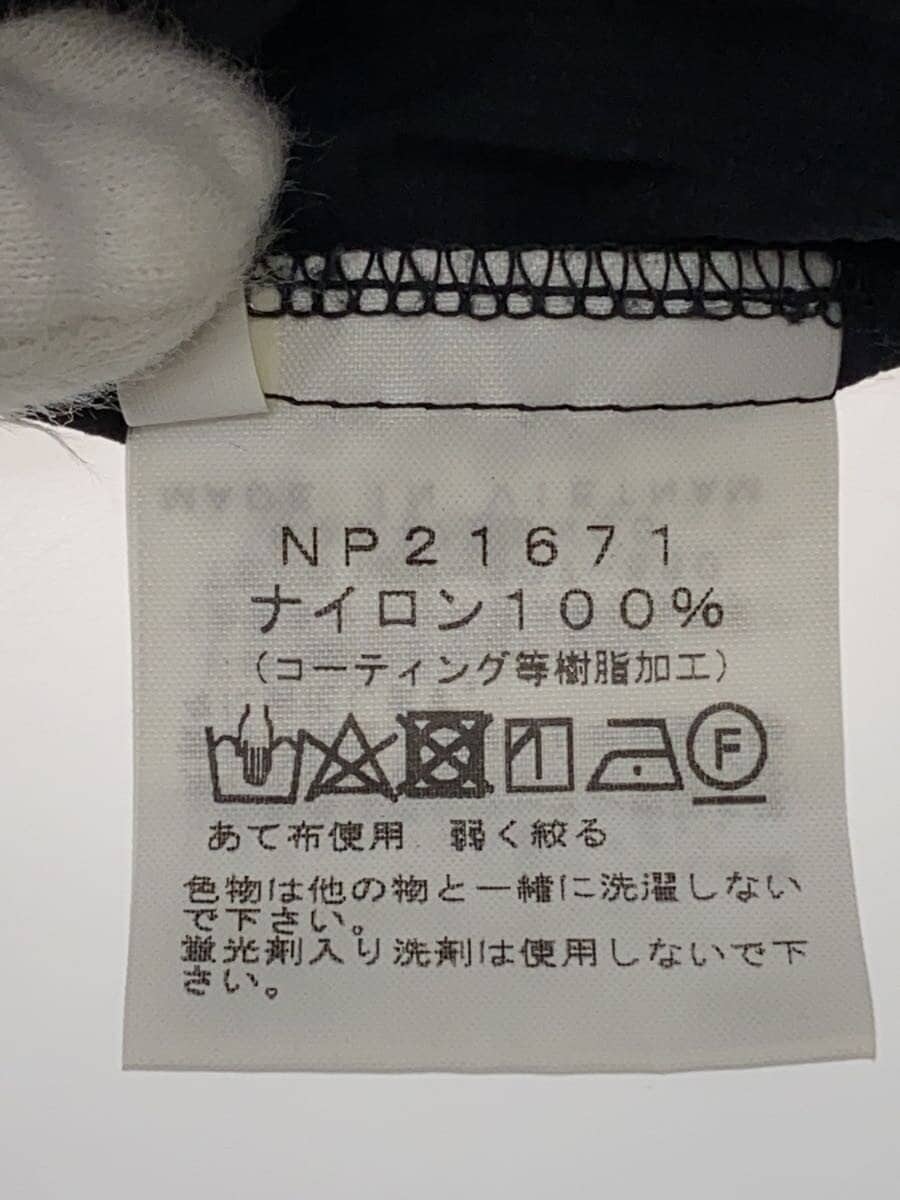 MADE IN VIETNAM
NP21671
ナイロン100%
(コーティング等樹脂加工)
F
あて布使用 弱く絞る
色物は他の物と一緒に洗濯しない
で下さい。
蛍光剤入り洗剤は使用しないで下
さい。